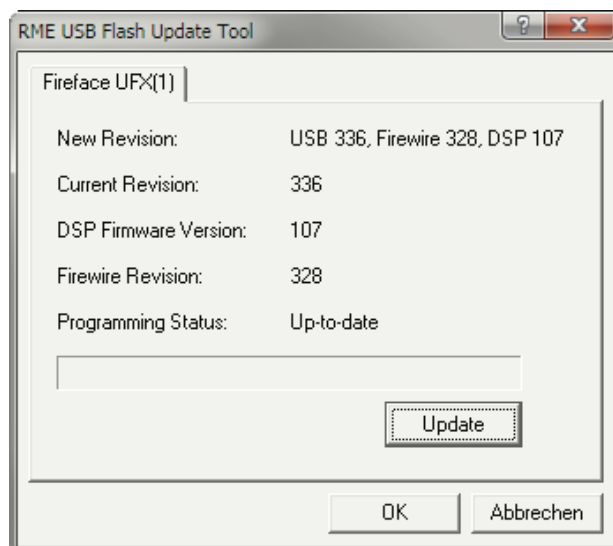 RME USB Flash Update Tool
Fireface UFX(1)
New Revision: USB 336, Firewire 328, DSP 107
Current Revision: 336
DSP Firmware Version: 107
Firewire Revision: 328
Programming Status: Up-to-date
Update
OK Abbrechen